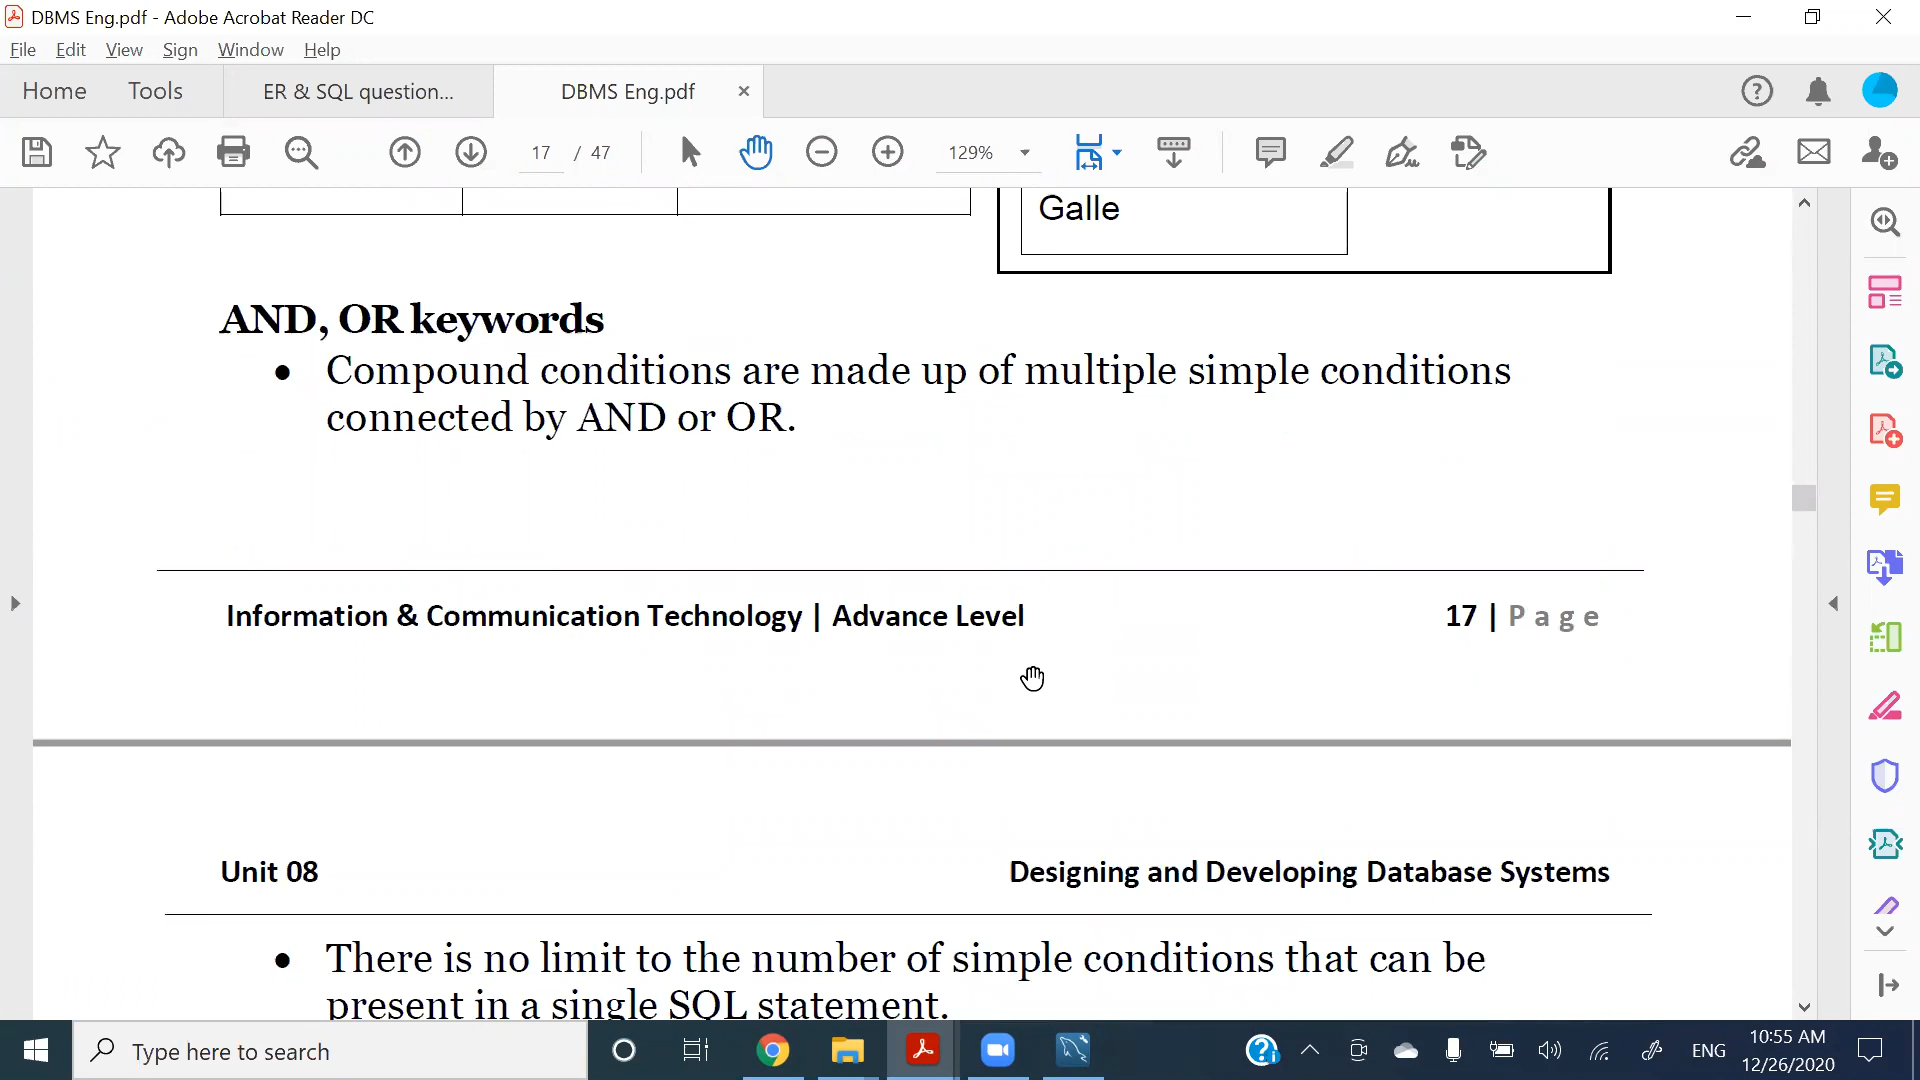 DBMS Eng.pdf - Adobe Acrobat Reader DC
File Edit View Sign Window Help
Home Tools ER & SQL question... DBMS Eng.pdf
17 / 47 129%
Galle
AND, OR keywords
• Compound conditions are made up of multiple simple conditions
connected by AND or OR.
Information & Communication Technology | Advance Level 17 | Page
Unit 08 Designing and Developing Database Systems
• There is no limit to the number of simple conditions that can be
present in a single SQL statement.
Type here to search
ENG
10:55 AM
12/26/2020